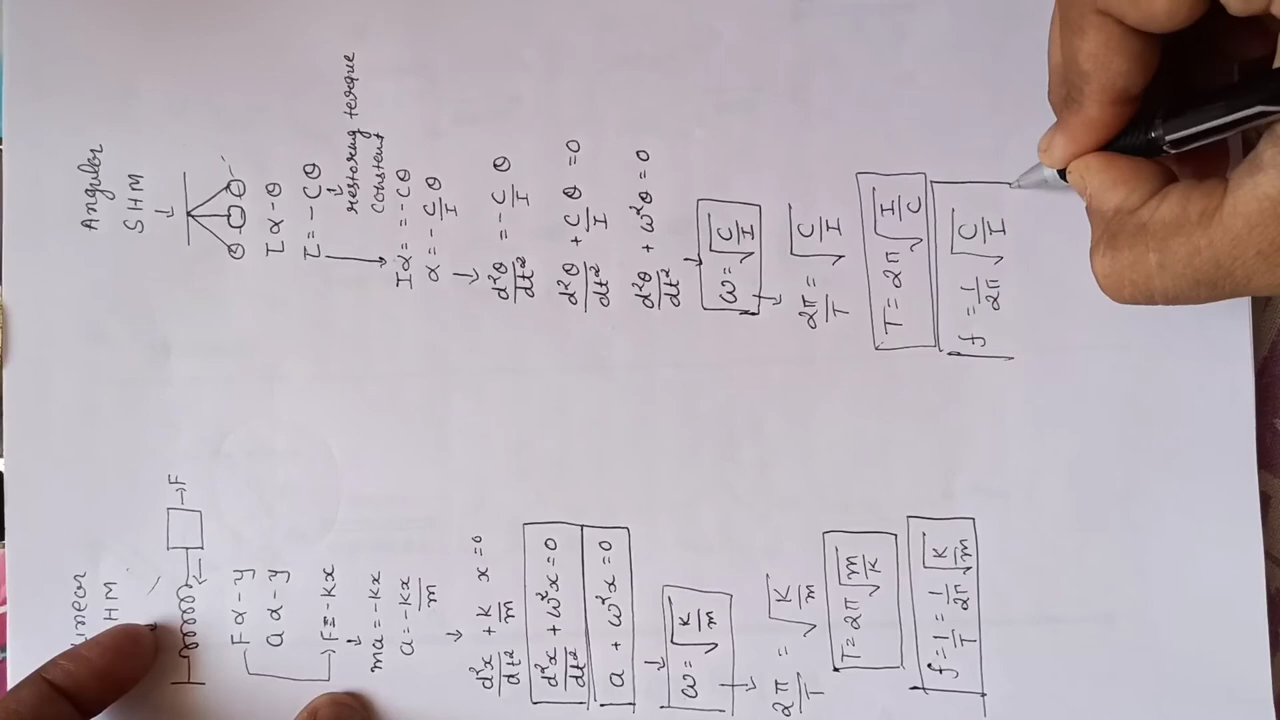 Linear
SHM
→F
F α -y
a α -y
F = -Kx
ma = -Kx
a = -Kx/m
d²x/dt² + K/m x = 0
d²x/dt² + ω²x = 0
a + ω²x = 0
ω = √K/m
2π/T = √K/m
T = 2π √m/K
f = 1/T = 1/2π √K/m
Angular
SHM
τ α -θ
τ = -Cθ
restoring torque
constant
Iα = -Cθ
α = -C/I θ
d²θ/dt² = -C/I θ
d²θ/dt² + C/I θ = 0
d²θ/dt² + ω²θ = 0
ω = √C/I
2π/T = √C/I
T = 2π √I/C
f = 1/2π √C/I